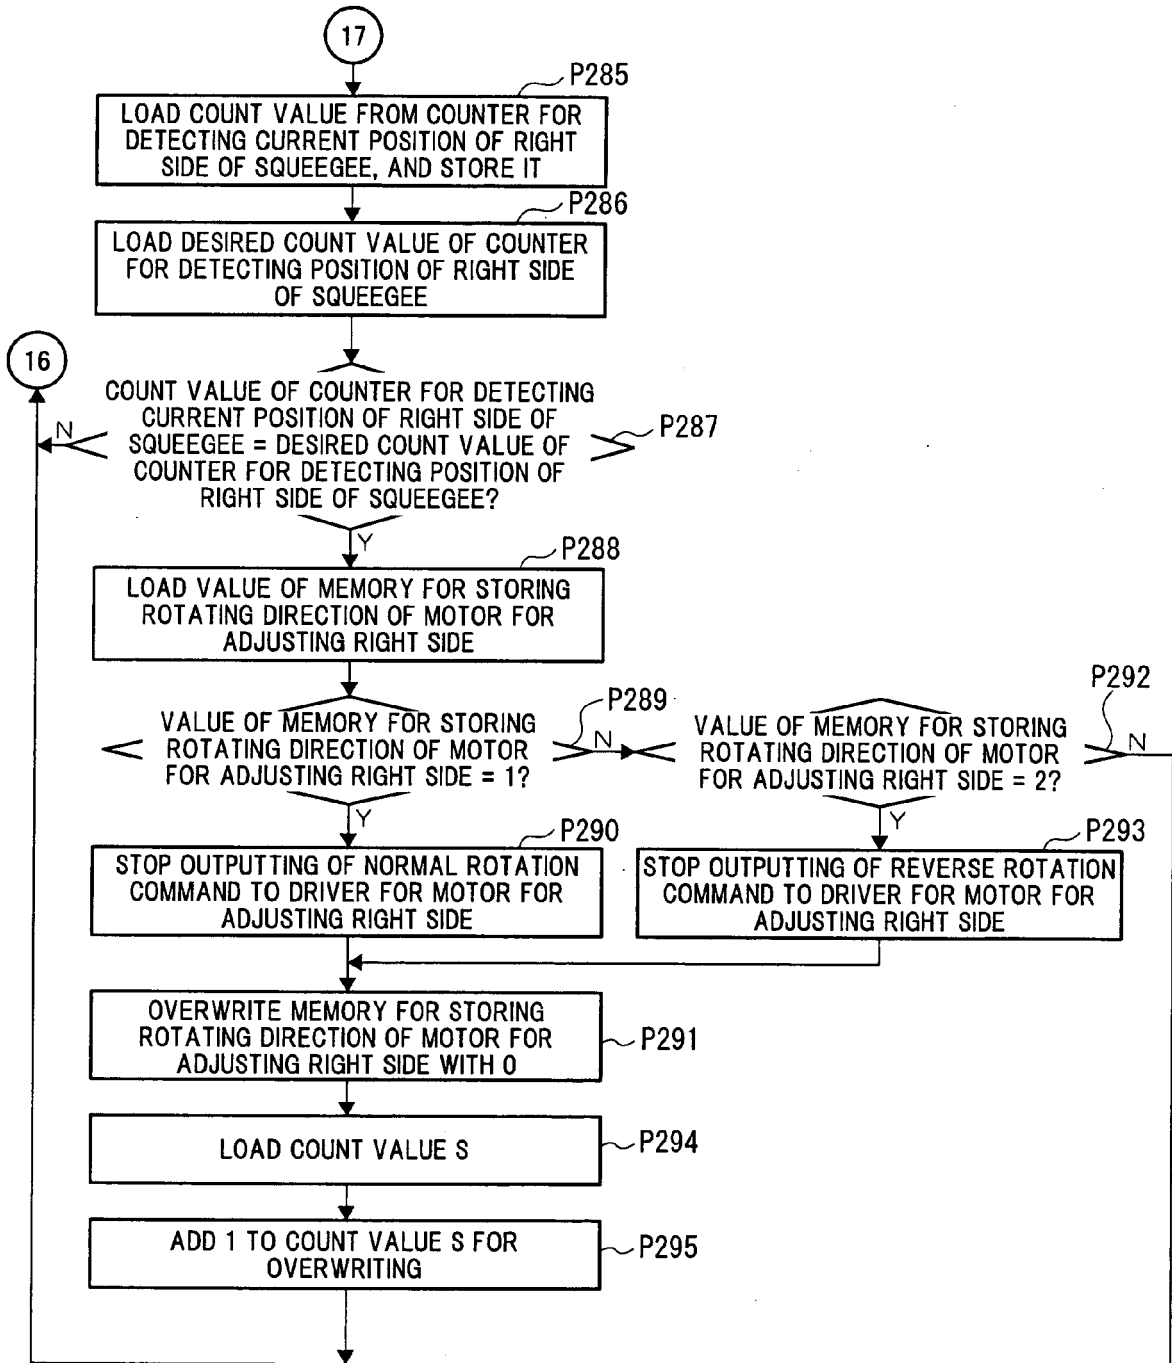 17
P285
LOAD COUNT VALUE FROM COUNTER FOR
DETECTING CURRENT POSITION OF RIGHT
SIDE OF SQUEEGEE, AND STORE IT
P286
LOAD DESIRED COUNT VALUE OF COUNTER
FOR DETECTING POSITION OF RIGHT SIDE
OF SQUEEGEE
16
COUNT VALUE OF COUNTER FOR DETECTING
CURRENT POSITION OF RIGHT SIDE OF
SQUEEGEE = DESIRED COUNT VALUE OF
COUNTER FOR DETECTING POSITION OF
RIGHT SIDE OF SQUEEGEE?
N
P287
Y
P288
LOAD VALUE OF MEMORY FOR STORING
ROTATING DIRECTION OF MOTOR FOR
ADJUSTING RIGHT SIDE
P289
VALUE OF MEMORY FOR STORING
ROTATING DIRECTION OF MOTOR
FOR ADJUSTING RIGHT SIDE = 1?
N
Y
P292
VALUE OF MEMORY FOR STORING
ROTATING DIRECTION OF MOTOR
FOR ADJUSTING RIGHT SIDE = 2?
N
Y
P290
STOP OUTPUTTING OF NORMAL ROTATION
COMMAND TO DRIVER FOR MOTOR FOR
ADJUSTING RIGHT SIDE
P293
STOP OUTPUTTING OF REVERSE ROTATION
COMMAND TO DRIVER FOR MOTOR FOR
ADJUSTING RIGHT SIDE
OVERWRITE MEMORY FOR STORING
ROTATING DIRECTION OF MOTOR FOR
ADJUSTING RIGHT SIDE WITH 0
P291
LOAD COUNT VALUE S
P294
ADD 1 TO COUNT VALUE S FOR
OVERWRITING
P295